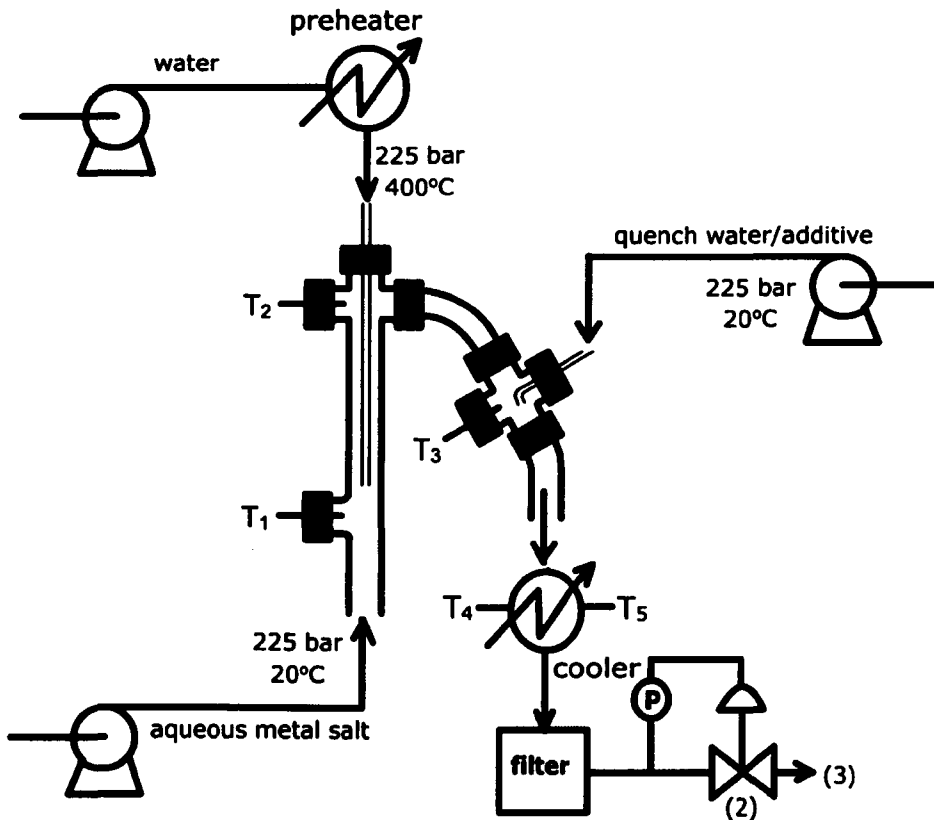 preheater
water
225 bar
400°C
quench water/additive
225 bar
20°C
T2
T3
T1
T4
T5
225 bar
20°C
cooler
P
aqueous metal salt
filter
(2)
(3)